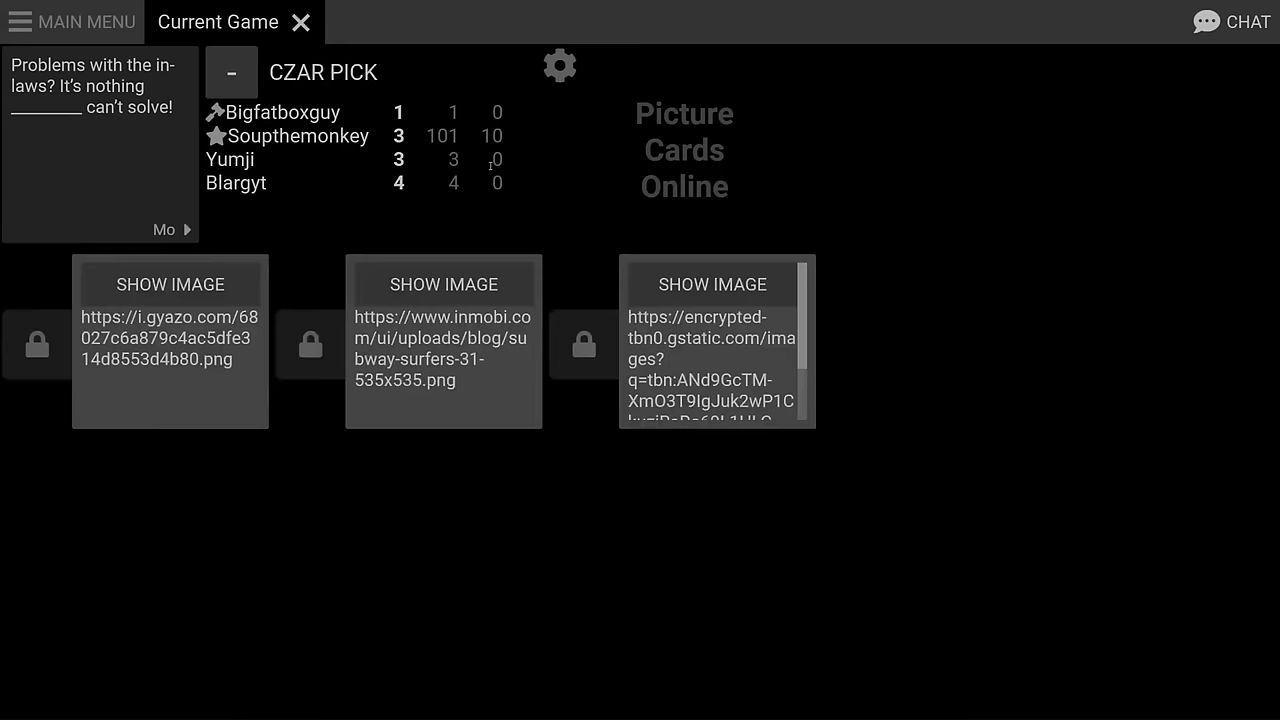 MAIN MENU
Current Game
CHAT
Problems with the in-
laws? It's nothing
_________ can't solve!
Mo
-
CZAR PICK
Bigfatboxguy 1 1 0
Soupthemonkey 3 101 10
Yumji 3 3 0
Blargyt 4 4 0
Picture
Cards
Online
SHOW IMAGE
https://i.gyazo.com/68
027c6a879c4ac5dfe3
14d8553d4b80.png
SHOW IMAGE
https://www.inmobi.co
m/ui/uploads/blog/su
bway-surfers-31-
535x535.png
SHOW IMAGE
https://encrypted-
tbn0.gstatic.com/ima
ges?
q=tbn:ANd9GcTM-
XmO3T9IgJuk2wP1C